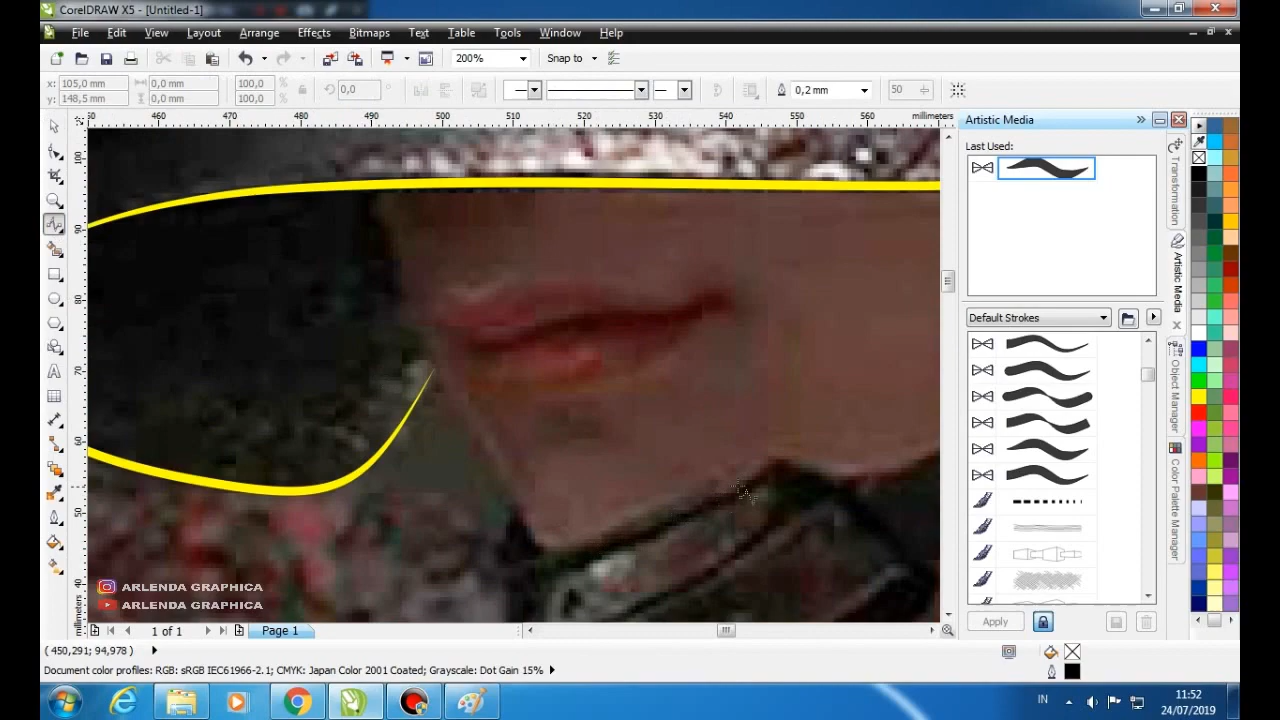 CorelDRAW X5 - [Untitled-1]
File Edit View Layout Arrange Effects Bitmaps Text Table Tools Window Help
200% Snap to
x: 105,0 mm 0,0 mm 100,0 % 0,0 ° 0,2 mm 50
y: 148,5 mm 0,0 mm 100,0 %
460 470 480 490 500 510 520 530 540 550 560 millimeters
Artistic Media
Last Used:
Default Strokes
Transformation
Artistic Media
Object Manager
Color Palette Manager
100
90
80
70
60
50
40
millimeters
Apply
ARLENDA GRAPHICA
ARLENDA GRAPHICA
1 of 1 Page 1
( 450,291; 94,978 )
Document color profiles: RGB: sRGB IEC61966-2.1; CMYK: Japan Color 2001 Coated; Grayscale: Dot Gain 15%
IN 11:52
24/07/2019